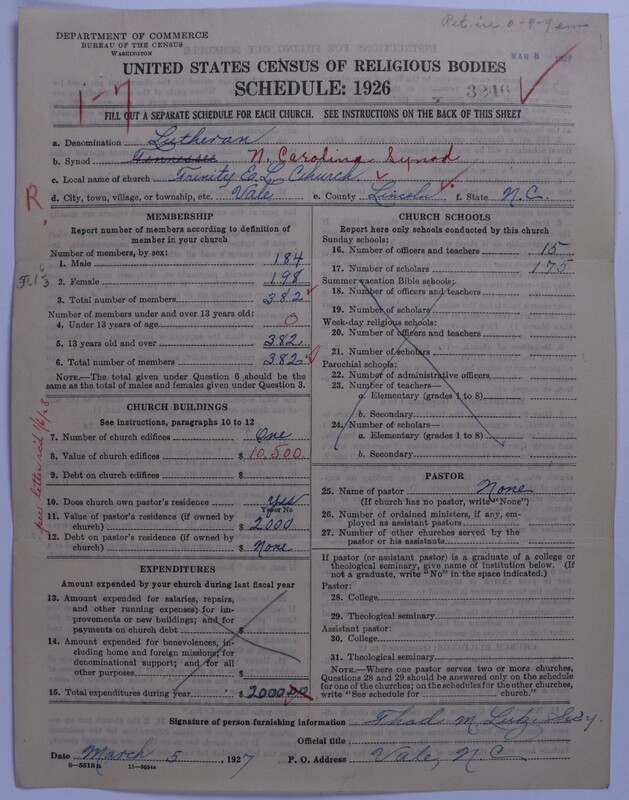 Ret. in
DEPARTMENT OF COMMERCE
BUREAU OF THE CENSUS
WASHINGTON
MAR 8 1927
UNITED STATES CENSUS OF RELIGIOUS BODIES
SCHEDULE: 1926
1-7
3246
FILL OUT A SEPARATE SCHEDULE FOR EACH CHURCH. SEE INSTRUCTIONS ON THE BACK OF THIS SHEET
a. Denomination Lutheran
b. Synod Tennessee N. Carolina Synod
c. Local name of church Trinity E. L. Church
d. City, town, village, or township, etc. Vale e. County Lincoln f. State N.C.
R
MEMBERSHIP
Report number of members according to definition of
member in your church
Number of members, by sex:
1. Male 184
2. Female 198
3. Total number of members 382
Number of members under and over 13 years old:
4. Under 13 years of age 0
5. 13 years old and over 382
6. Total number of members 382
NOTE.—The total given under Question 6 should be the
same as the total of males and females given under Question 3.
CHURCH BUILDINGS
See instructions, paragraphs 10 to 12
7. Number of church edifices One
8. Value of church edifices $ 10,500
9. Debt on church edifices $
10. Does church own pastor's residence Yes
Yes or No
11. Value of pastor's residence (if owned by
church) $ 2000
12. Debt on pastor's residence (if owned by
church) $ None
per letter recd
EXPENDITURES
Amount expended by your church during last fiscal year
13. Amount expended for salaries, repairs,
and other running expenses; for im-
provements or new buildings; and for
payments on church debt $
14. Amount expended for benevolences, in-
cluding home and foreign missions; for
denominational support; and for all
other purposes $
15. Total expenditures during year $ 2000.00
CHURCH SCHOOLS
Report here only schools conducted by this church
Sunday schools:
16. Number of officers and teachers 15
17. Number of scholars 175
Summer vacation Bible schools:
18. Number of officers and teachers
19. Number of scholars
Week-day religious schools:
20. Number of officers and teachers
21. Number of scholars
Parochial schools:
22. Number of administrative officers
23. Number of teachers—
a. Elementary (grades 1 to 8)
b. Secondary
24. Number of scholars—
a. Elementary (grades 1 to 8)
b. Secondary
PASTOR
25. Name of pastor None
(If church has no pastor, write "None")
26. Number of ordained ministers, if any, em-
ployed as assistant pastors
27. Number of other churches served by the
pastor or his assistants
If pastor (or assistant pastor) is a graduate of a college or
theological seminary, give name of institution below. (If
not a graduate, write "No" in the space indicated.)
Pastor:
28. College
29. Theological seminary
Assistant pastor:
30. College
31. Theological seminary
NOTE.—Where one pastor serves two or more churches,
Questions 28 and 29 should be answered only on the schedule
for one of the churches; on the schedules for the other churches,
write "See schedule for church."
Signature of person furnishing information Thad M. Lutz
Official title
Date March 5, 1927 P. O. Address Vale, N.C.
8-5518a 11-9054a